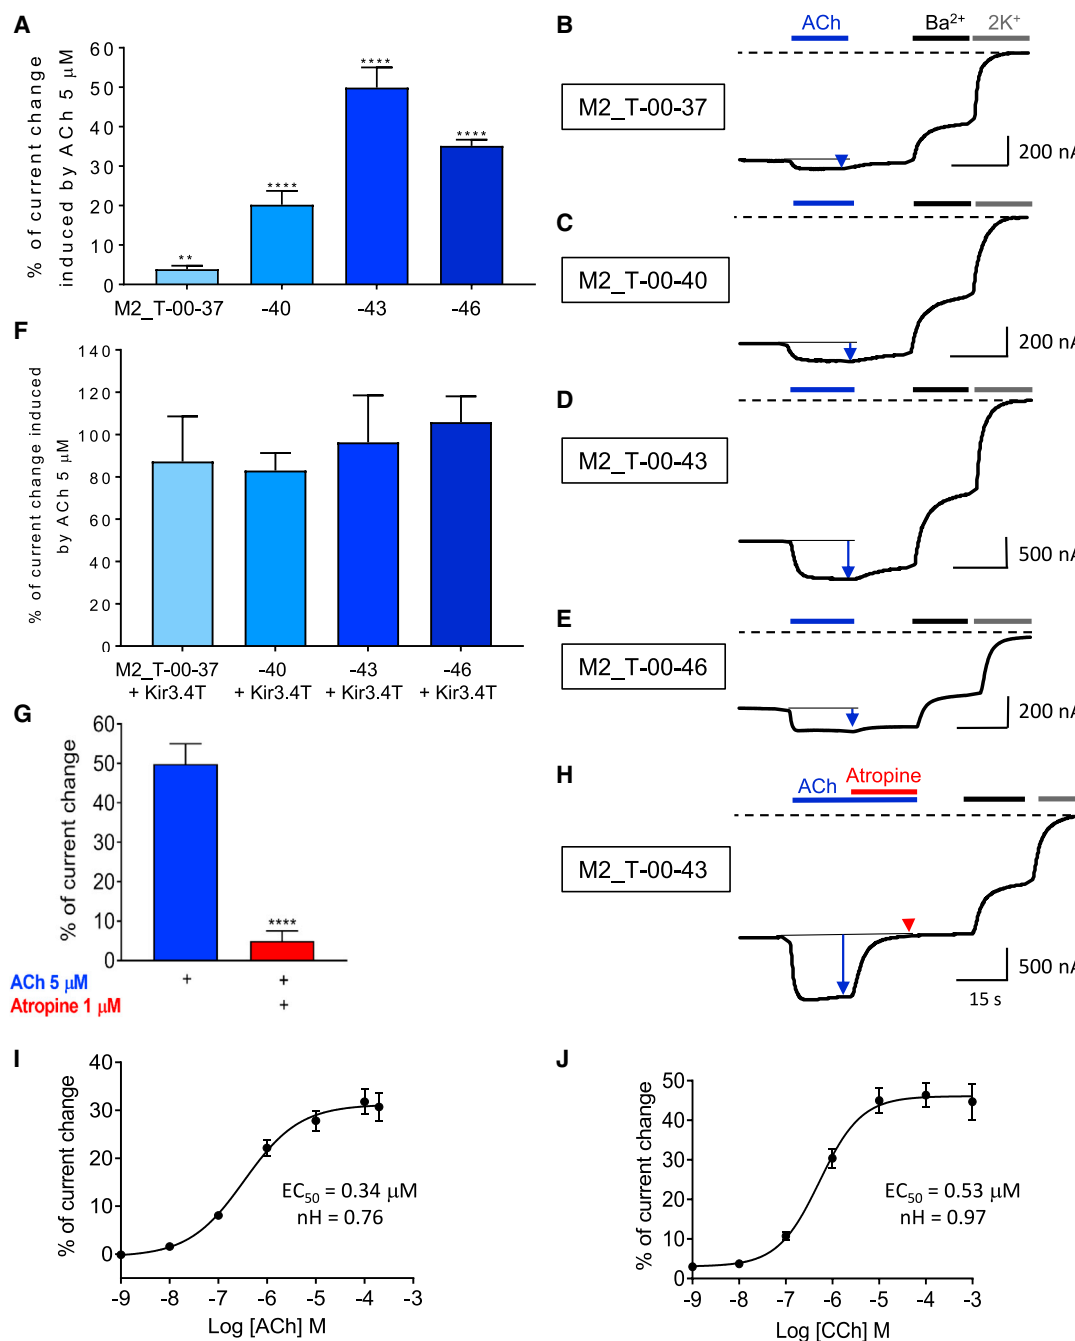 A
% of current change
induced by ACh 5 μM
60
50
40
30
20
10
0
**
****
****
****
M2_T-00-37 -40 -43 -46
B
ACh Ba2+ 2K+
M2_T-00-37
200 nA
C
M2_T-00-40
200 nA
D
M2_T-00-43
500 nA
E
M2_T-00-46
200 nA
F
% of current change induced
by ACh 5 μM
140
120
100
80
60
40
20
0
M2_T-00-37 -40 -43 -46
+ Kir3.4T + Kir3.4T + Kir3.4T + Kir3.4T
G
% of current change
60
50
40
30
20
10
0
****
ACh 5 μM + +
Atropine 1 μM +
H
Atropine
ACh
M2_T-00-43
500 nA
15 s
I
% of current change
40
30
20
10
0
EC50 = 0.34 μM
nH = 0.76
-9 -8 -7 -6 -5 -4 -3
Log [ACh] M
J
% of current change
50
40
30
20
10
0
EC50 = 0.53 μM
nH = 0.97
-9 -8 -7 -6 -5 -4 -3
Log [CCh] M